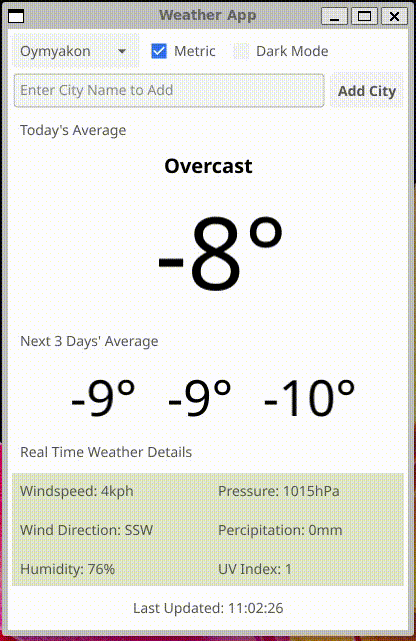 Weather App
Oymyakon Metric Dark Mode
Enter City Name to Add Add City
Today's Average
Overcast
-8°
Next 3 Days' Average
-9° -9° -10°
Real Time Weather Details
Windspeed: 4kph Pressure: 1015hPa
Wind Direction: SSW Percipitation: 0mm
Humidity: 76% UV Index: 1
Last Updated: 11:02:26